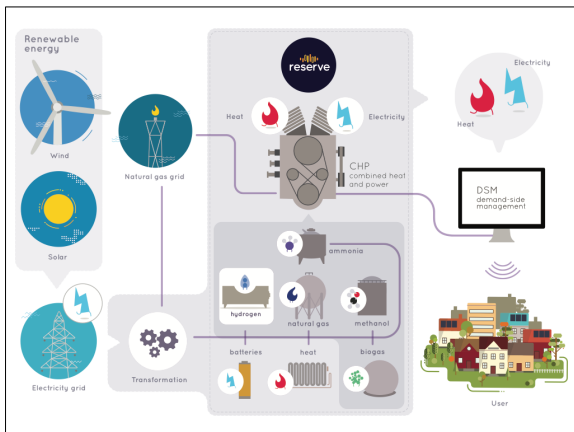 Renewable
energy
Wind
Solar
Electricity grid
Natural gas grid
Transformation
reserve
Heat
Electricity
CHP
combined heat
and power
ammonia
hydrogen
natural gas
methanol
batteries
heat
biogas
Electricity
Heat
DSM
demand-side
management
User